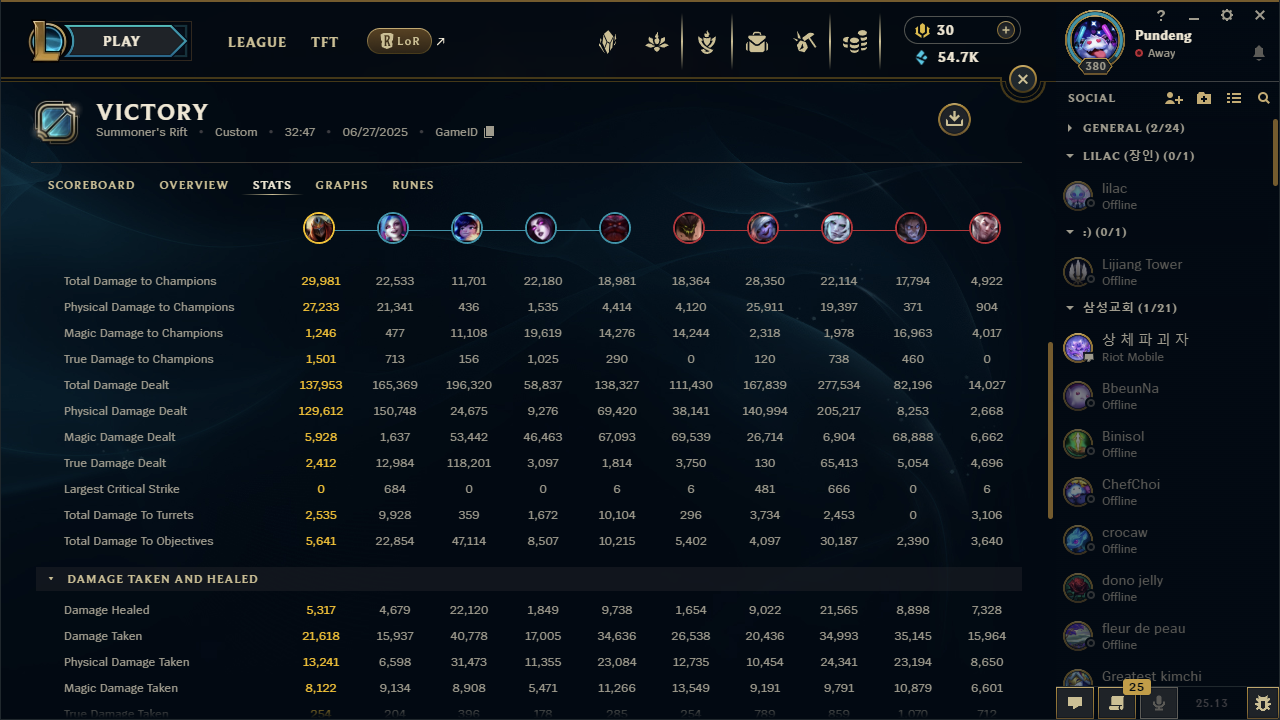 PLAY LEAGUE TFT R LoR 30 ? Pundeng
54.7K Away
380
VICTORY
Summoner's Rift • Custom • 32:47 • 06/27/2025 • GameID
SCOREBOARD OVERVIEW STATS GRAPHS RUNES
Total Damage to Champions 29,981 22,533 11,701 22,180 18,981 18,364 28,350 22,114 17,794 4,922
Physical Damage to Champions 27,233 21,341 436 1,535 4,414 4,120 25,911 19,397 371 904
Magic Damage to Champions 1,246 477 11,108 19,619 14,276 14,244 2,318 1,978 16,963 4,017
True Damage to Champions 1,501 713 156 1,025 290 0 120 738 460 0
Total Damage Dealt 137,953 165,369 196,320 58,837 138,327 111,430 167,839 277,534 82,196 14,027
Physical Damage Dealt 129,612 150,748 24,675 9,276 69,420 38,141 140,994 205,217 8,253 2,668
Magic Damage Dealt 5,928 1,637 53,442 46,463 67,093 69,539 26,714 6,904 68,888 6,662
True Damage Dealt 2,412 12,984 118,201 3,097 1,814 3,750 130 65,413 5,054 4,696
Largest Critical Strike 0 684 0 0 6 6 481 666 0 6
Total Damage To Turrets 2,535 9,928 359 1,672 10,104 296 3,734 2,453 0 3,106
Total Damage To Objectives 5,641 22,854 47,114 8,507 10,215 5,402 4,097 30,187 2,390 3,640
DAMAGE TAKEN AND HEALED
Damage Healed 5,317 4,679 22,120 1,849 9,738 1,654 9,022 21,565 8,898 7,328
Damage Taken 21,618 15,937 40,778 17,005 34,636 26,538 20,436 34,993 35,145 15,964
Physical Damage Taken 13,241 6,598 31,473 11,355 23,084 12,735 10,454 24,341 23,194 8,650
Magic Damage Taken 8,122 9,134 8,908 5,471 11,266 13,549 9,191 9,791 10,879 6,601
True Damage Taken 254 204 396 178 285 254 789 859 1,070 712
SOCIAL
GENERAL (2/24)
LILAC (장인) (0/1)
lilac
Offline
:) (0/1)
Lijiang Tower
Offline
삼성교회 (1/21)
상 체 파 괴 자
Riot Mobile
BbeunNa
Offline
Binisol
Offline
ChefChoi
Offline
crocaw
Offline
dono jelly
Offline
fleur de peau
Offline
Greatest kimchi
25
25.13